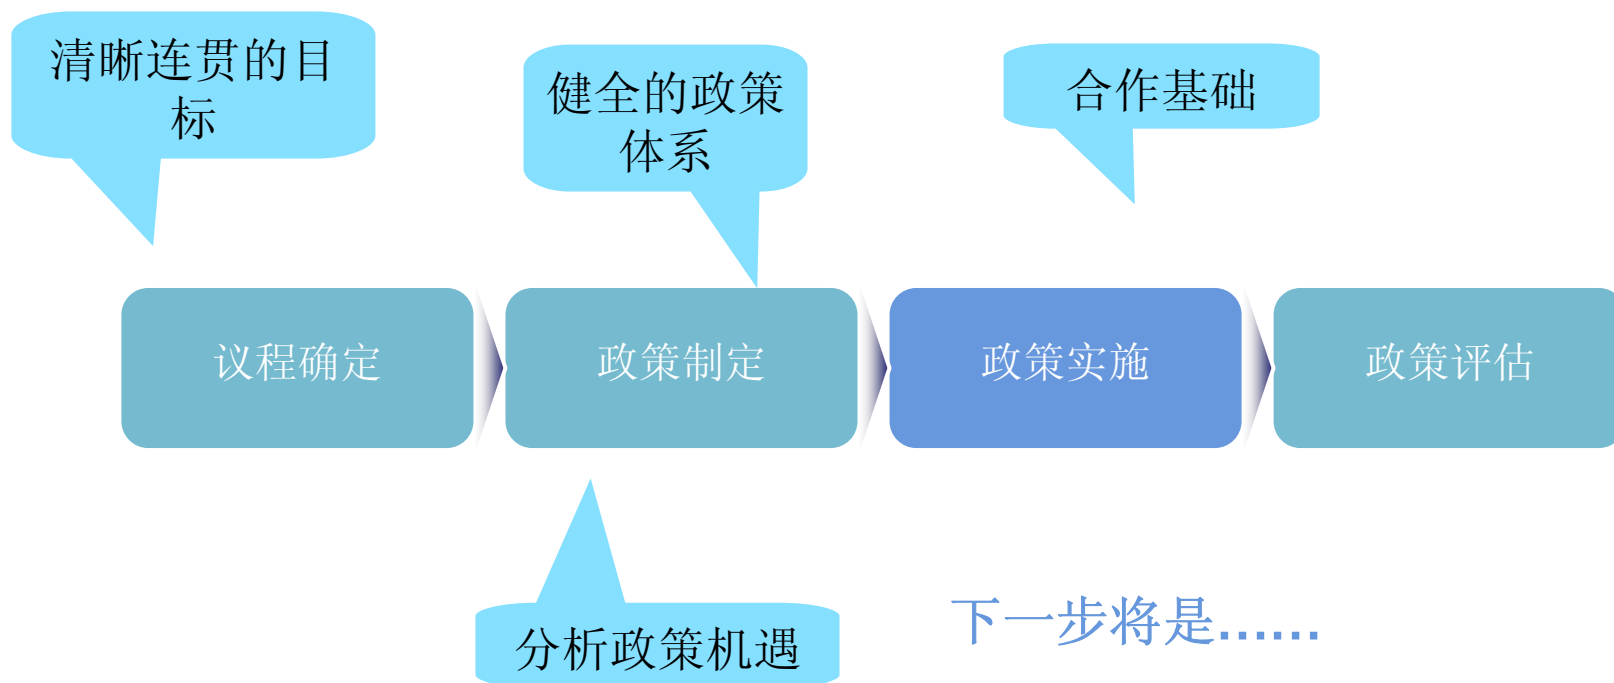 清晰连贯的目
标
健全的政策
体系
合作基础
议程确定
政策制定
政策实施
政策评估
分析政策机遇
下一步将是......